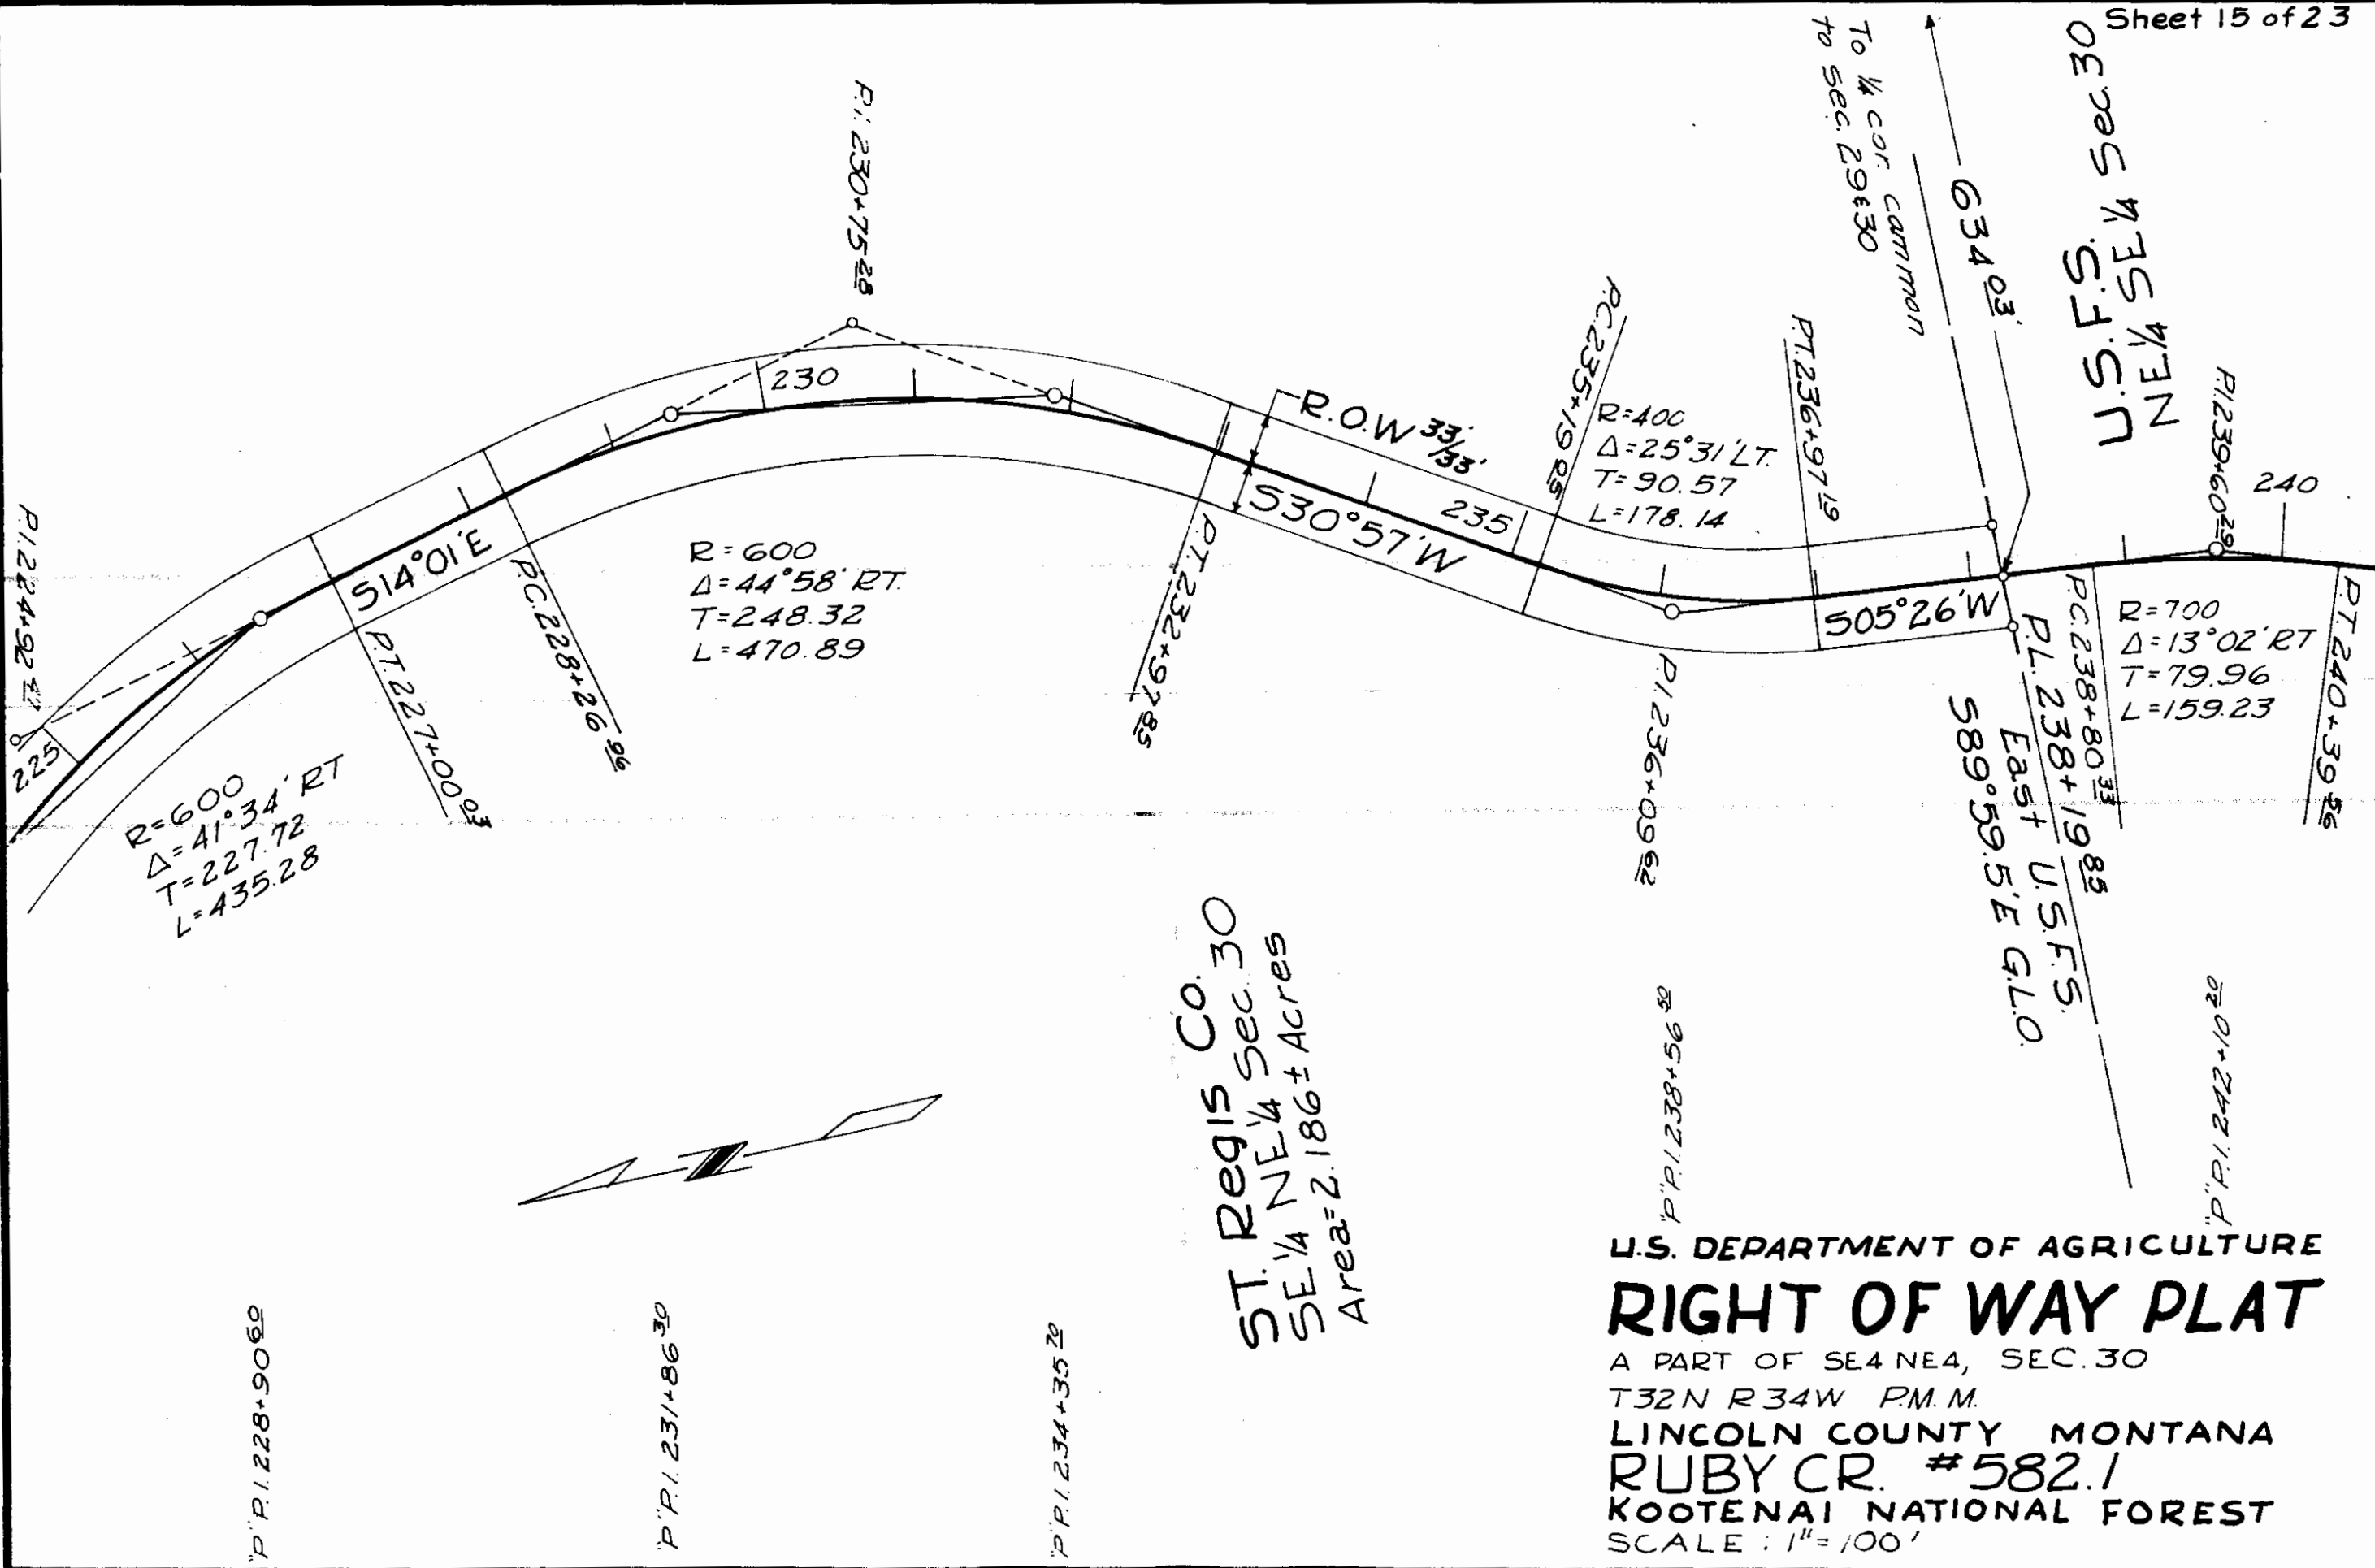 Sheet 15 of 23
To ¼ cor. common
to Sec. 29 & 30
634 03'
U.S.F.S.
NE¼ SE¼ Sec. 30
P.I. 230+75 28
230
R.O.W 33'/33'
P.C. 235+19 05
R=400
Δ=25°31' LT.
T=90.57
L=178.14
P.T. 236+97 19
P.I. 239+60 29
240
P.I. 224+92
225
S14°01'E
P.T. 227+00 03
P.C. 228+26 96
R=600
Δ=44°58' RT.
T=248.32
L=470.89
P.T. 232+97 85
S30°57'W
235
P.I. 236+09 62
S05°26'W
P.L. 238+19 85
East U.S.F.S.
S89°59.5'E G.L.O.
P.C. 238+80 33
R=700
Δ=13°02' RT
T=79.96
L=159.23
P.T. 240+39 56
R=600
Δ=41°34' RT
T=227.72
L=435.28
ST. Regis Co.
SE¼ NE¼ Sec. 30
Area=2.186± Acres
"P" P.I. 228+90 60
"P" P.I. 231+86 30
"P" P.I. 234+35 20
"P" P.I. 238+56 50
"P" P.I. 242+10 20
U.S. DEPARTMENT OF AGRICULTURE
RIGHT OF WAY PLAT
A PART OF SE4 NE4, SEC. 30
T32N R34W P.M.M.
LINCOLN COUNTY MONTANA
RUBY CR. #582.1
KOOTENAI NATIONAL FOREST
SCALE : 1"=100'